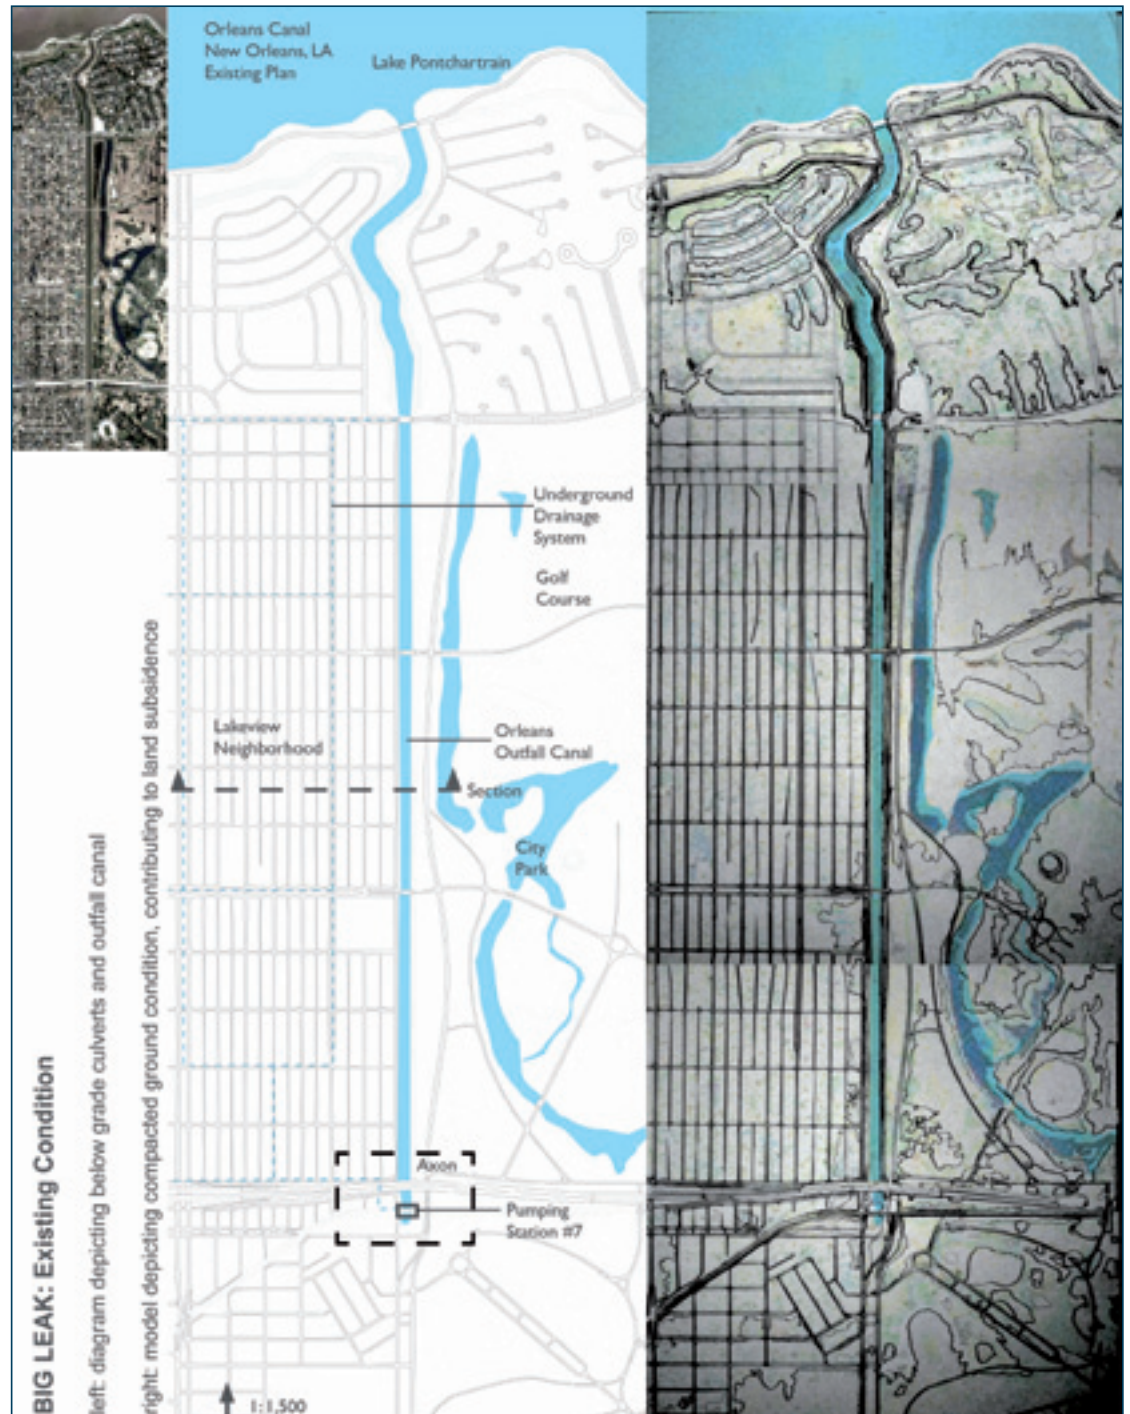 Orleans Canal
New Orleans, LA
Existing Plan
Lake Pontchartrain
Underground
Drainage
System
Golf
Course
Lakeview
Neighborhood
Orleans
Outfall Canal
Section
City
Park
Axon
Pumping
Station #7
1:1,500
BIG LEAK: Existing Condition
left: diagram depicting below grade culverts and outfall canal
right: model depicting compacted ground condition, contributing to land subsidence